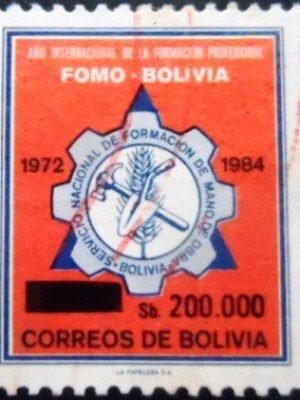 AÑO INTERNACIONAL DE LA FORMACION PROFESIONAL
FOMO - BOLIVIA
1972 1984
SERVICIO NACIONAL DE FORMACION DE MANO DE OBRA
· BOLIVIA ·
Sb. 200.000
CORREOS DE BOLIVIA
LA PAPELERA S.A.